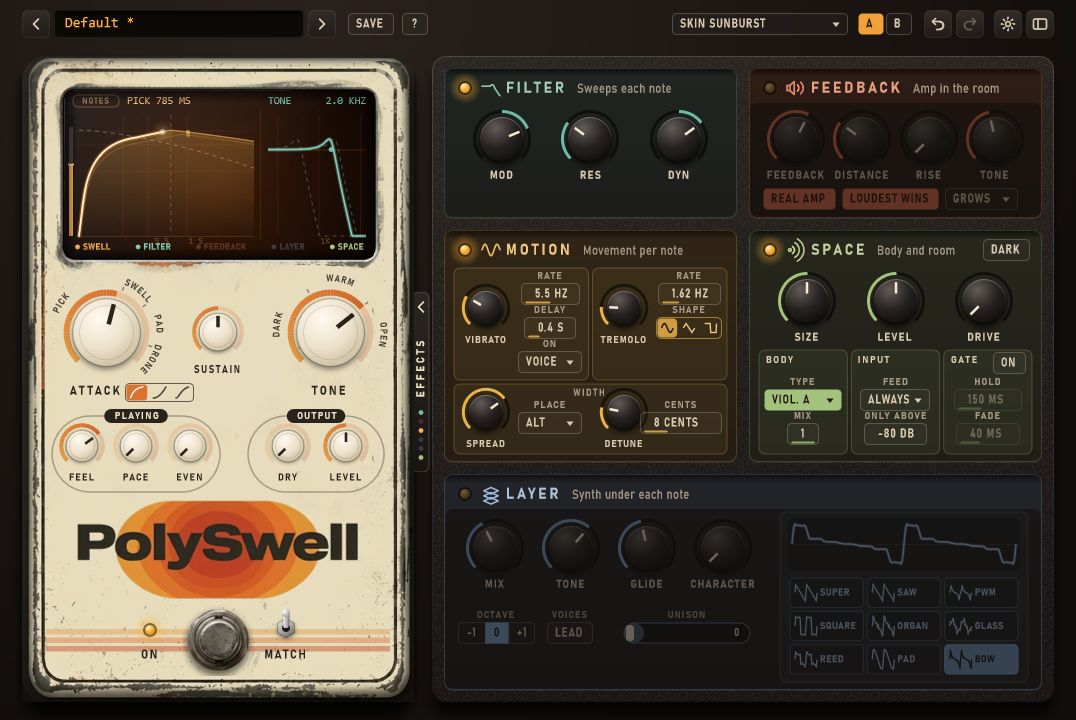 Default *
SAVE
?
SKIN SUNBURST
A
B
NOTES
PICK 785 MS
TONE
2.0 KHZ
SWELL
FILTER
FEEDBACK
LAYER
SPACE
1K
PICK
SWELL
PAD
DRONE
WARM
DARK
OPEN
SUSTAIN
ATTACK
TONE
PLAYING
OUTPUT
FEEL
PACE
EVEN
DRY
LEVEL
PolySwell
ON
MATCH
EFFECTS
FILTER
Sweeps each note
MOD
RES
DYN
FEEDBACK
Amp in the room
FEEDBACK
DISTANCE
RISE
TONE
REAL AMP
LOUDEST WINS
GROWS
MOTION
Movement per note
RATE
5.5 HZ
DELAY
0.4 S
ON
VOICE
VIBRATO
RATE
1.62 HZ
SHAPE
TREMOLO
WIDTH
PLACE
ALT
SPREAD
CENTS
8 CENTS
DETUNE
SPACE
Body and room
DARK
SIZE
LEVEL
DRIVE
BODY
TYPE
VIOL. A
MIX
1
INPUT
FEED
ALWAYS
ONLY ABOVE
-80 DB
GATE
ON
HOLD
150 MS
FADE
40 MS
LAYER
Synth under each note
MIX
TONE
GLIDE
CHARACTER
OCTAVE
-1
0
+1
VOICES
LEAD
UNISON
0
SUPER
SAW
PWM
SQUARE
ORGAN
GLASS
REED
PAD
BOW